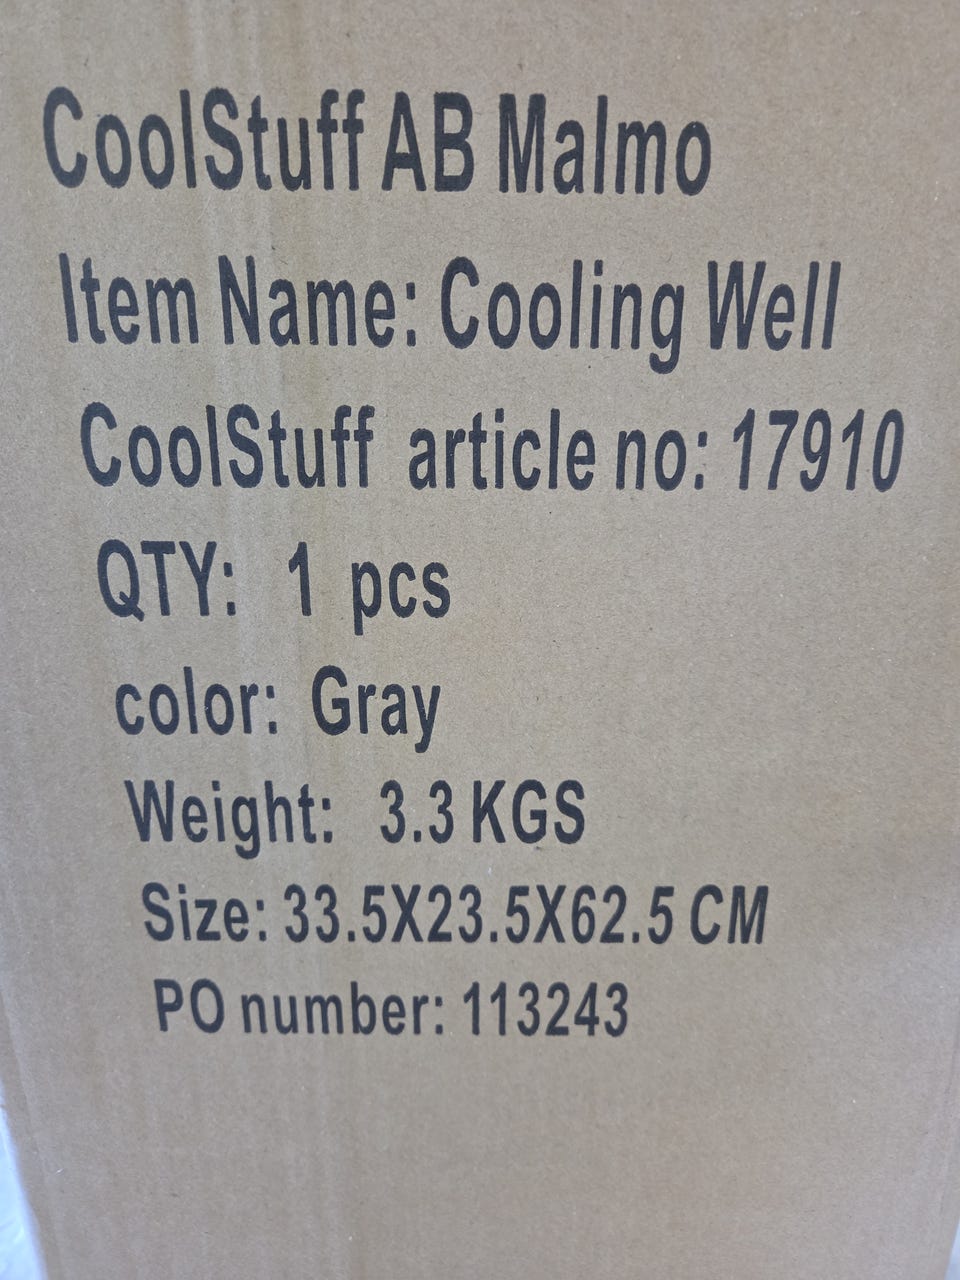 CoolStuff AB Malmo
Item Name: Cooling Well
CoolStuff article no: 17910
QTY: 1 pcs
color: Gray
Weight: 3.3 KGS
Size: 33.5X23.5X62.5 CM
PO number: 113243